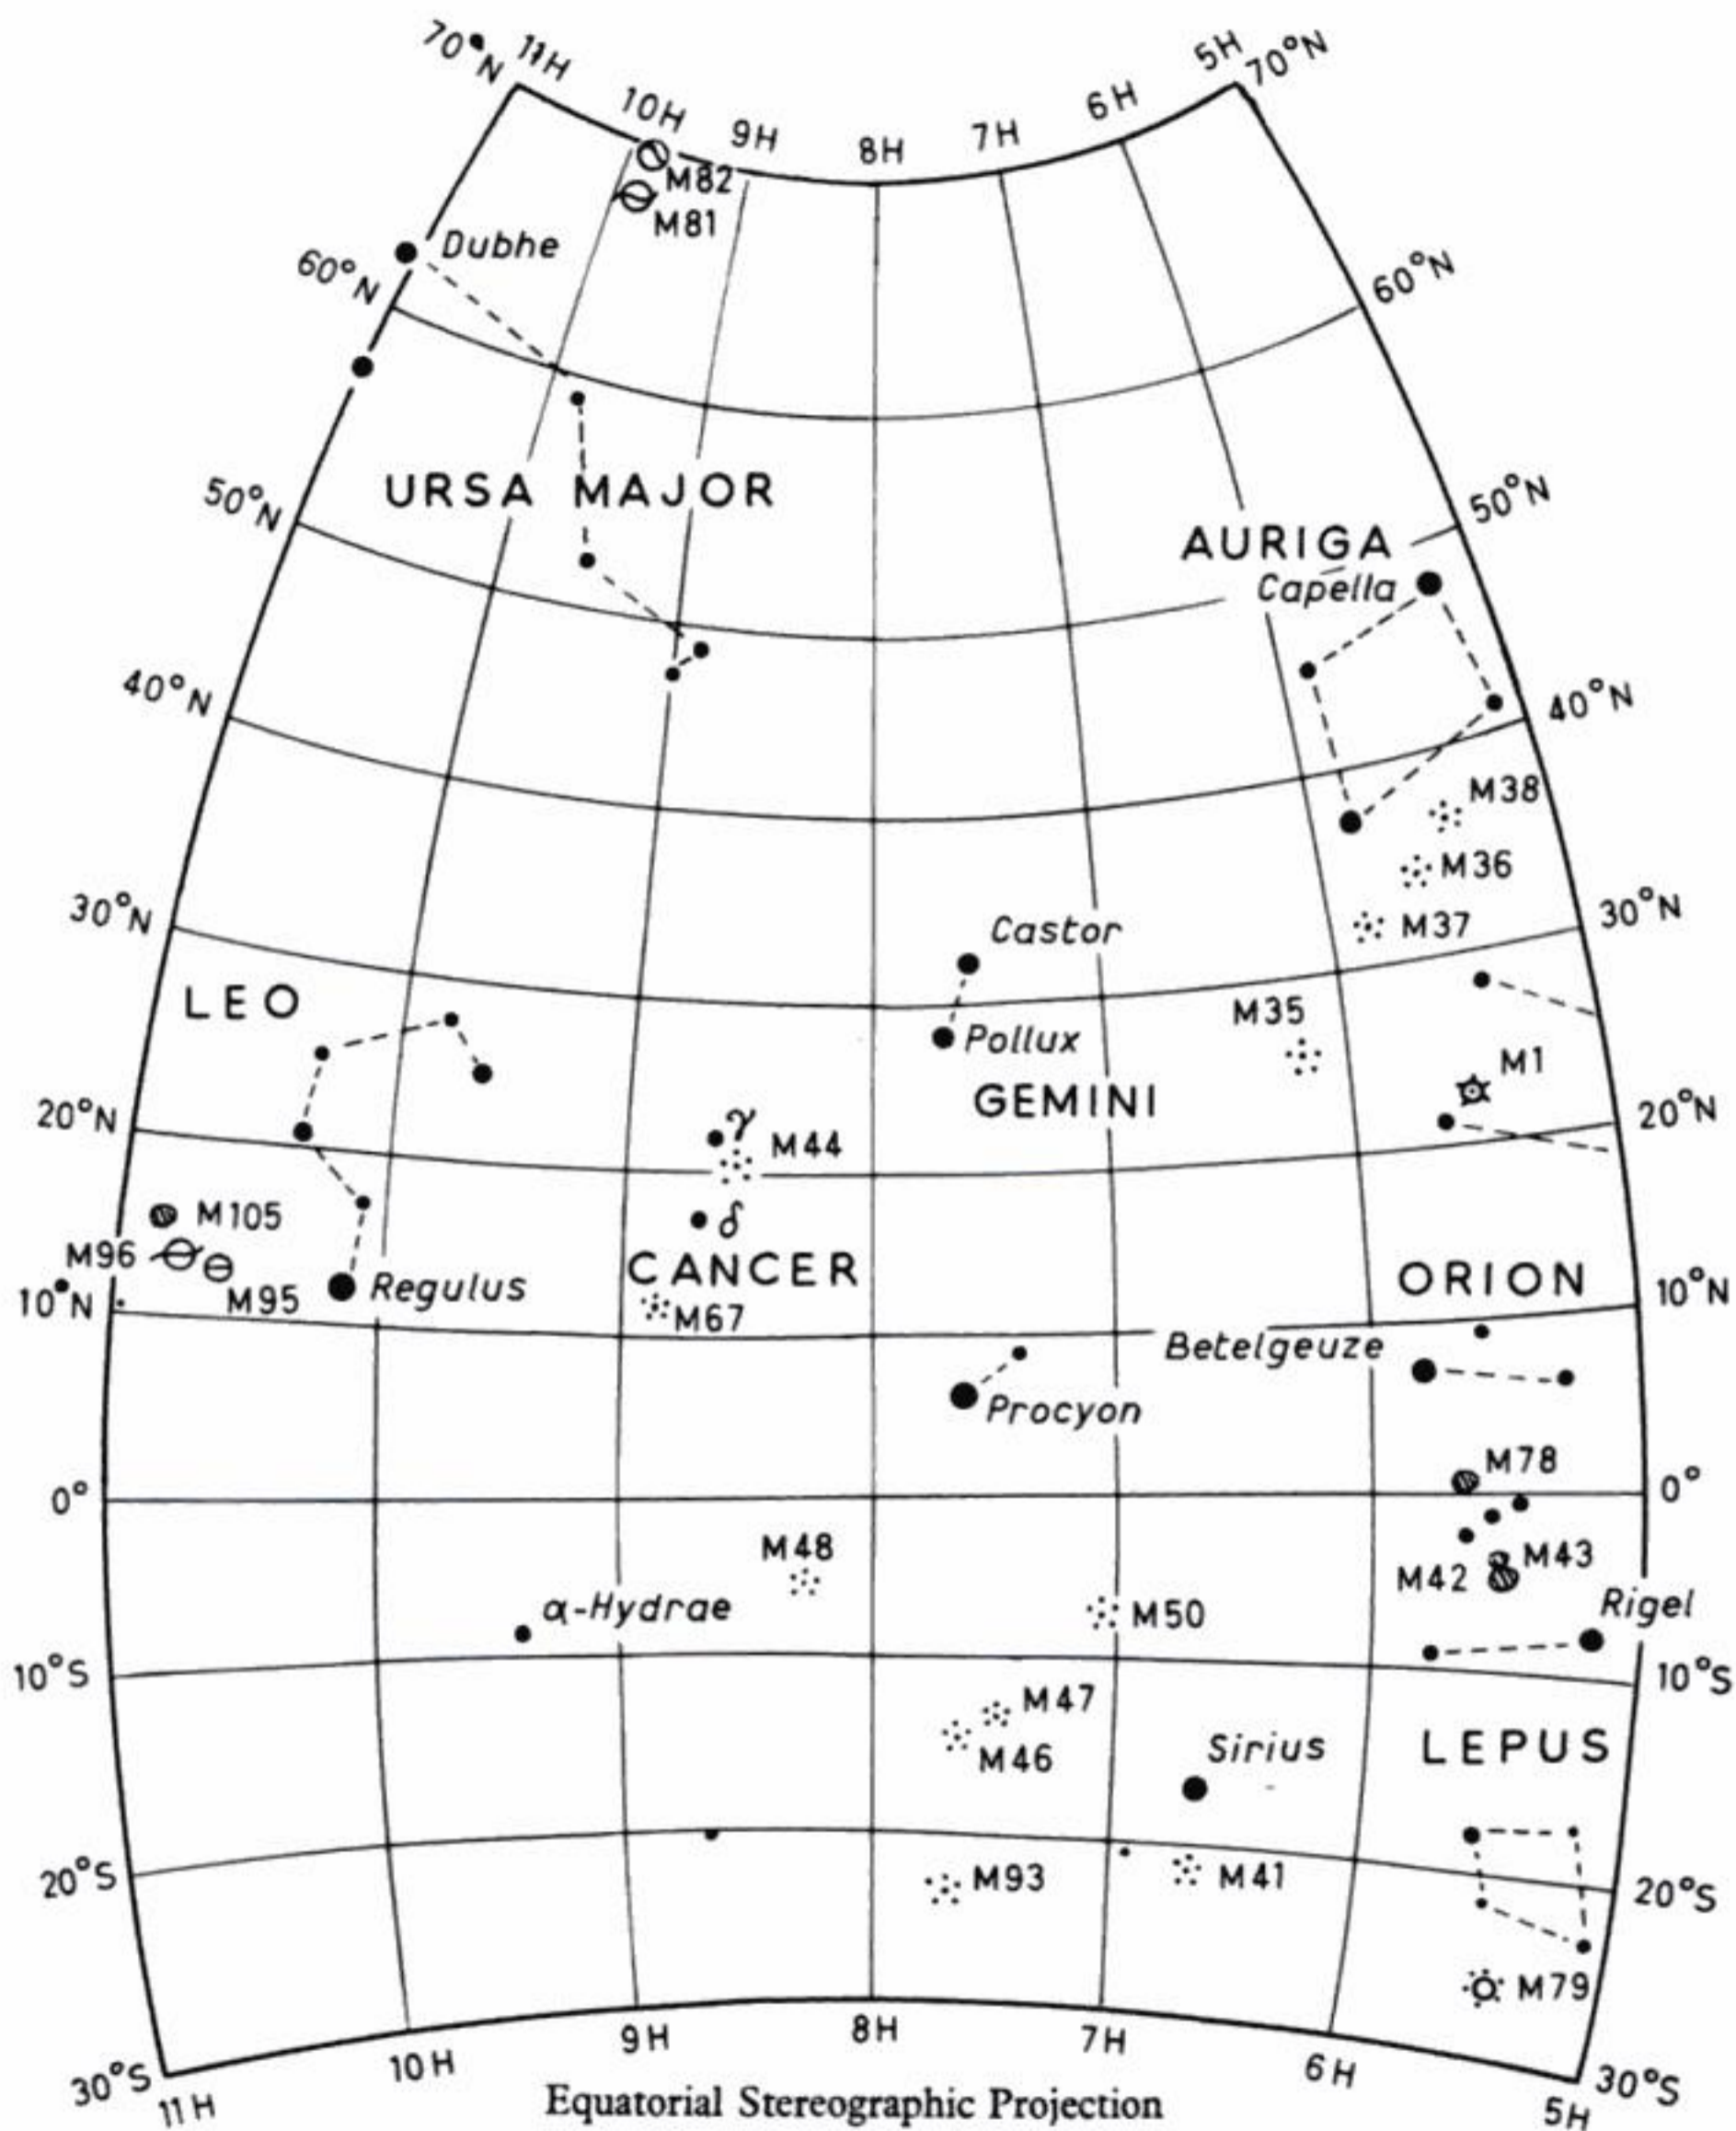 70°N 11H 10H 9H 8H 7H 6H 5H 70°N
M82
M81
Dubhe
60°N 60°N
URSA MAJOR
50°N 50°N
AURIGA
Capella
40°N 40°N
M38
M36
30°N 30°N
M37
Castor
LEO
M35
Pollux
M1
GEMINI
20°N 20°N
γ M44
M105
δ
M96
CANCER
ORION
Regulus
M95
10°N 10°N
M67
Betelgeuze
Procyon
M78
0° 0°
M48
M43
M42
α-Hydrae
M50
Rigel
10°S 10°S
M47
M46
Sirius
LEPUS
M93
M41
20°S 20°S
M79
30°S 30°S
11H 10H 9H 8H 7H 6H 5H
Equatorial Stereographic Projection